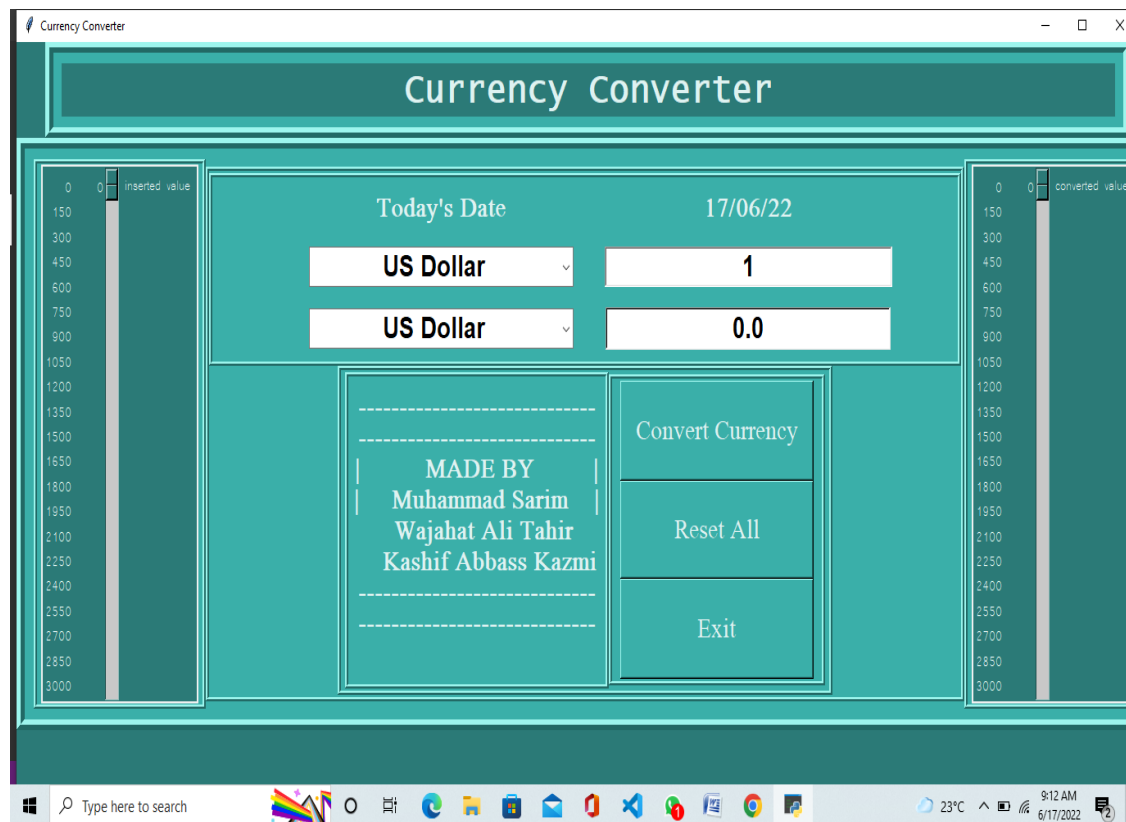 Currency Converter
Currency Converter
0 0 inserted value
150
300
450
600
750
900
1050
1200
1350
1500
1650
1800
1950
2100
2250
2400
2550
2700
2850
3000
Today's Date 17/06/22
US Dollar 1
US Dollar 0.0
-----------------------------
-----------------------------
| MADE BY |
| Muhammad Sarim |
Wajahat Ali Tahir
Kashif Abbass Kazmi
-----------------------------
-----------------------------
Convert Currency
Reset All
Exit
0 0 converted value
150
300
450
600
750
900
1050
1200
1350
1500
1650
1800
1950
2100
2250
2400
2550
2700
2850
3000
Type here to search
23°C
9:12 AM
6/17/2022
2